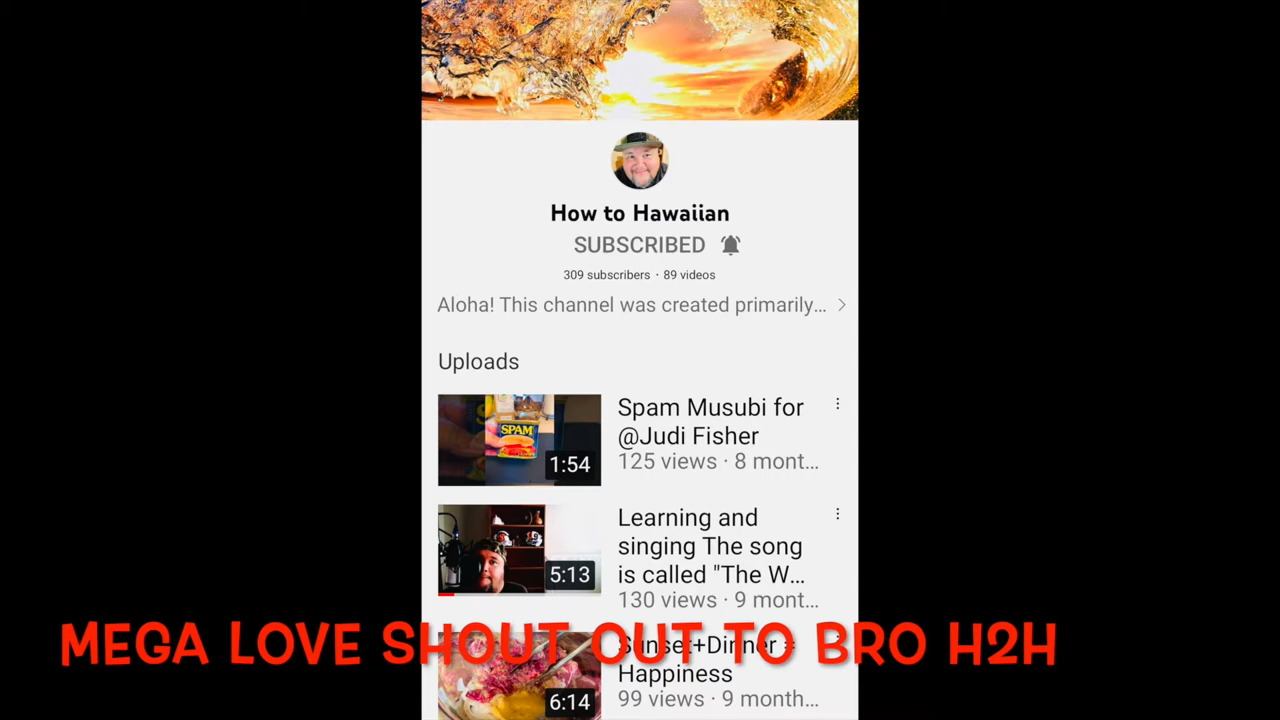 How to Hawaiian
SUBSCRIBED
309 subscribers · 89 videos
Aloha! This channel was created primarily...
Uploads
SPAM
1:54
Spam Musubi for
@Judi Fisher
125 views · 8 mont...
5:13
Learning and
singing The song
is called "The W...
130 views · 9 mont...
MEGA LOVE SHOUT OUT TO BRO H2H
Sunset+Dinner =
Happiness
99 views · 9 month...
6:14